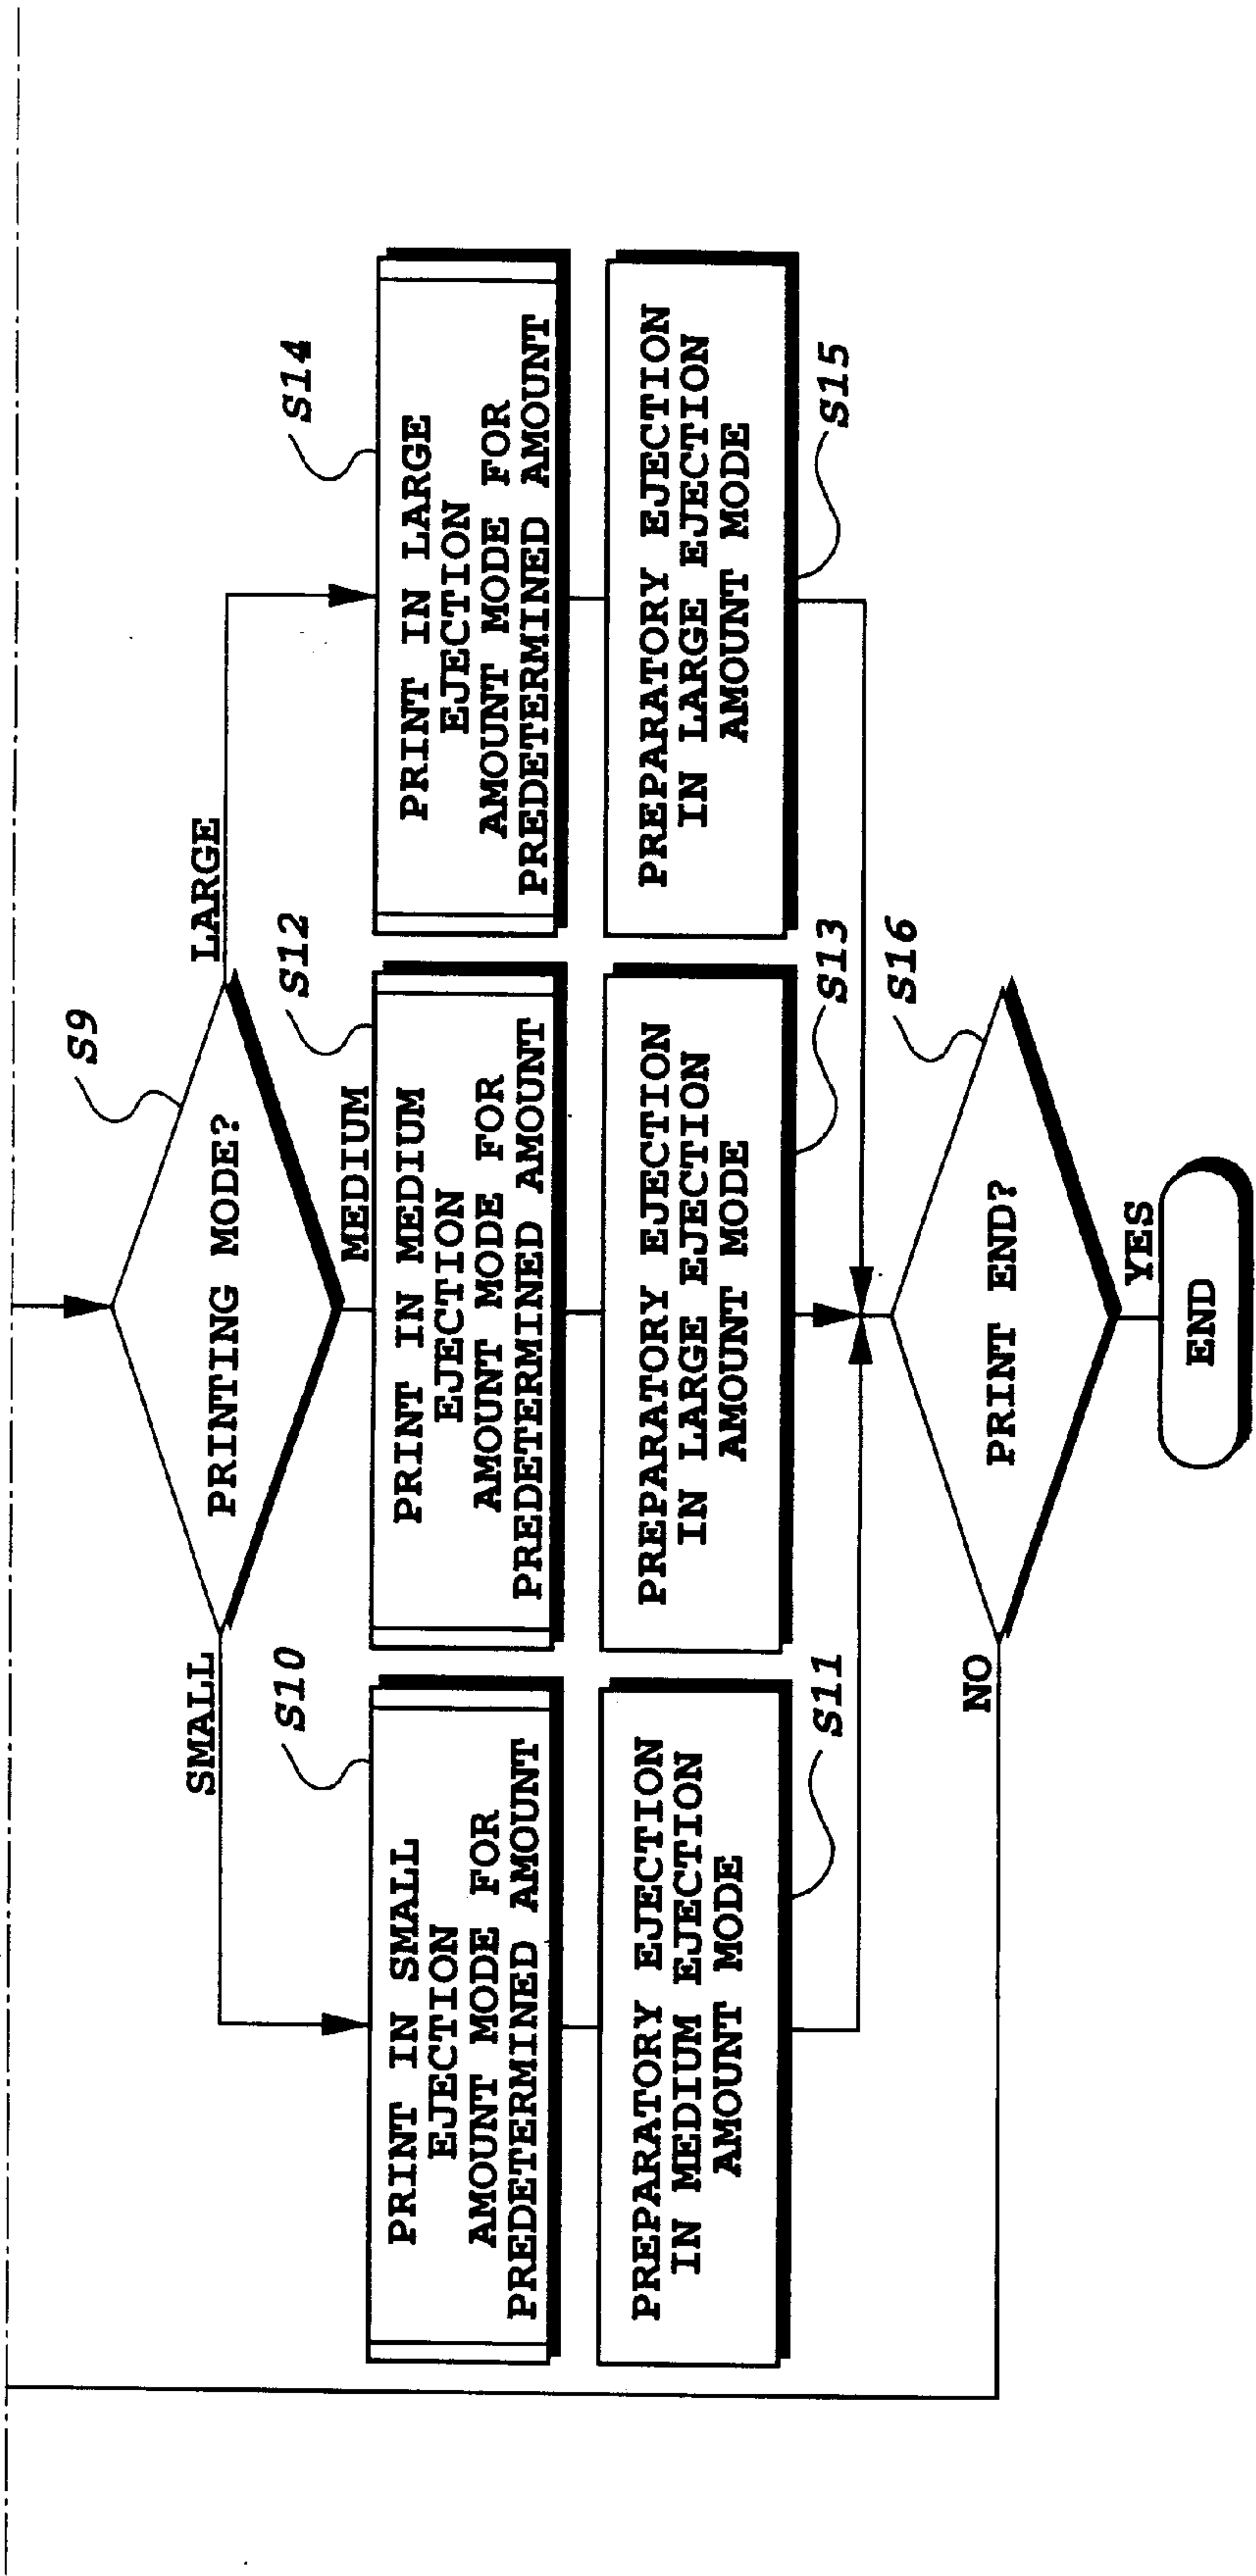 S9
PRINTING MODE?
SMALL
MEDIUM
LARGE
S10
PRINT IN SMALL
EJECTION
AMOUNT MODE FOR
PREDETERMINED AMOUNT
S12
PRINT IN MEDIUM
EJECTION
AMOUNT MODE FOR
PREDETERMINED AMOUNT
S14
PRINT IN LARGE
EJECTION
AMOUNT MODE FOR
PREDETERMINED AMOUNT
PREPARATORY EJECTION
IN MEDIUM EJECTION
AMOUNT MODE
S11
PREPARATORY EJECTION
IN LARGE EJECTION
AMOUNT MODE
S13
PREPARATORY EJECTION
IN LARGE EJECTION
AMOUNT MODE
S15
S16
PRINT END?
NO
YES
END